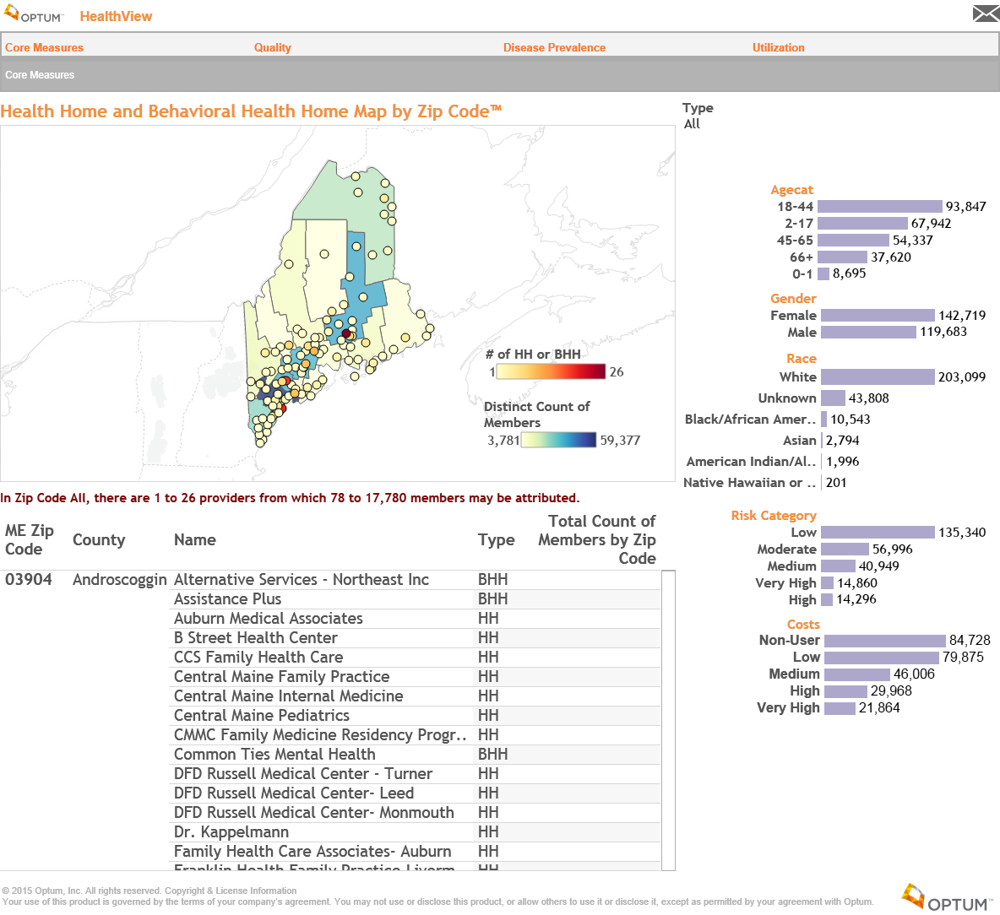 OPTUM™ HealthView
Core Measures Quality Disease Prevalence Utilization
Core Measures
Health Home and Behavioral Health Home Map by Zip Code™
Type
All
# of HH or BHH
1 26
Distinct Count of
Members
3,781 59,377
Agecat
18-44 93,847
2-17 67,942
45-65 54,337
66+ 37,620
0-1 8,695
Gender
Female 142,719
Male 119,683
Race
White 203,099
Unknown 43,808
Black/African Amer.. 10,543
Asian 2,794
American Indian/Al.. 1,996
Native Hawaiian or .. 201
Risk Category
Low 135,340
Moderate 56,996
Medium 40,949
Very High 14,860
High 14,296
Costs
Non-User 84,728
Low 79,875
Medium 46,006
High 29,968
Very High 21,864
In Zip Code All, there are 1 to 26 providers from which 78 to 17,780 members may be attributed.
ME Zip
Code
County
Name
Type
Total Count of
Members by Zip
Code
03904 Androscoggin Alternative Services - Northeast Inc BHH
Assistance Plus BHH
Auburn Medical Associates HH
B Street Health Center HH
CCS Family Health Care HH
Central Maine Family Practice HH
Central Maine Internal Medicine HH
Central Maine Pediatrics HH
CMMC Family Medicine Residency Progr.. HH
Common Ties Mental Health BHH
DFD Russell Medical Center - Turner HH
DFD Russell Medical Center- Leed HH
DFD Russell Medical Center- Monmouth HH
Dr. Kappelmann HH
Family Health Care Associates- Auburn HH
Franklin Health Family Practice-Liverm.. HH
© 2015 Optum, Inc. All rights reserved. Copyright & License Information
Your use of this product is governed by the terms of your company's agreement. You may not use or disclose this product, or allow others to use it or disclose it, except as permitted by your agreement with Optum.
OPTUM™